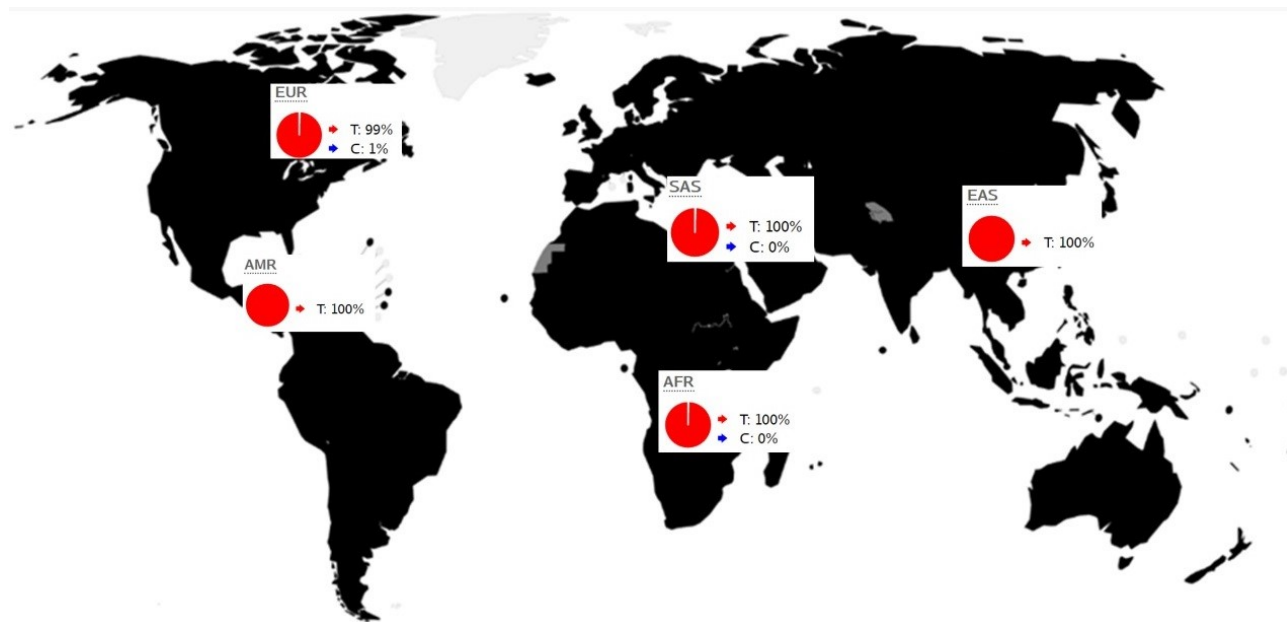 EUR
T: 99%
C: 1%
SAS
T: 100%
C: 0%
EAS
T: 100%
AMR
T: 100%
AFR
T: 100%
C: 0%